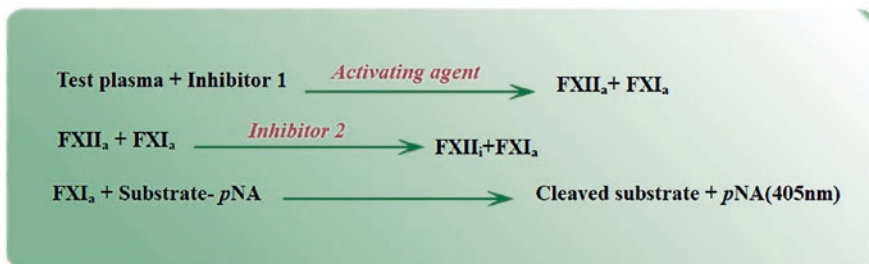 Test plasma + Inhibitor 1 Activating agent FXIIₐ+ FXIₐ
FXIIₐ + FXIₐ Inhibitor 2 FXIIᵢ+FXIₐ
FXIₐ + Substrate- pNA Cleaved substrate + pNA(405nm)